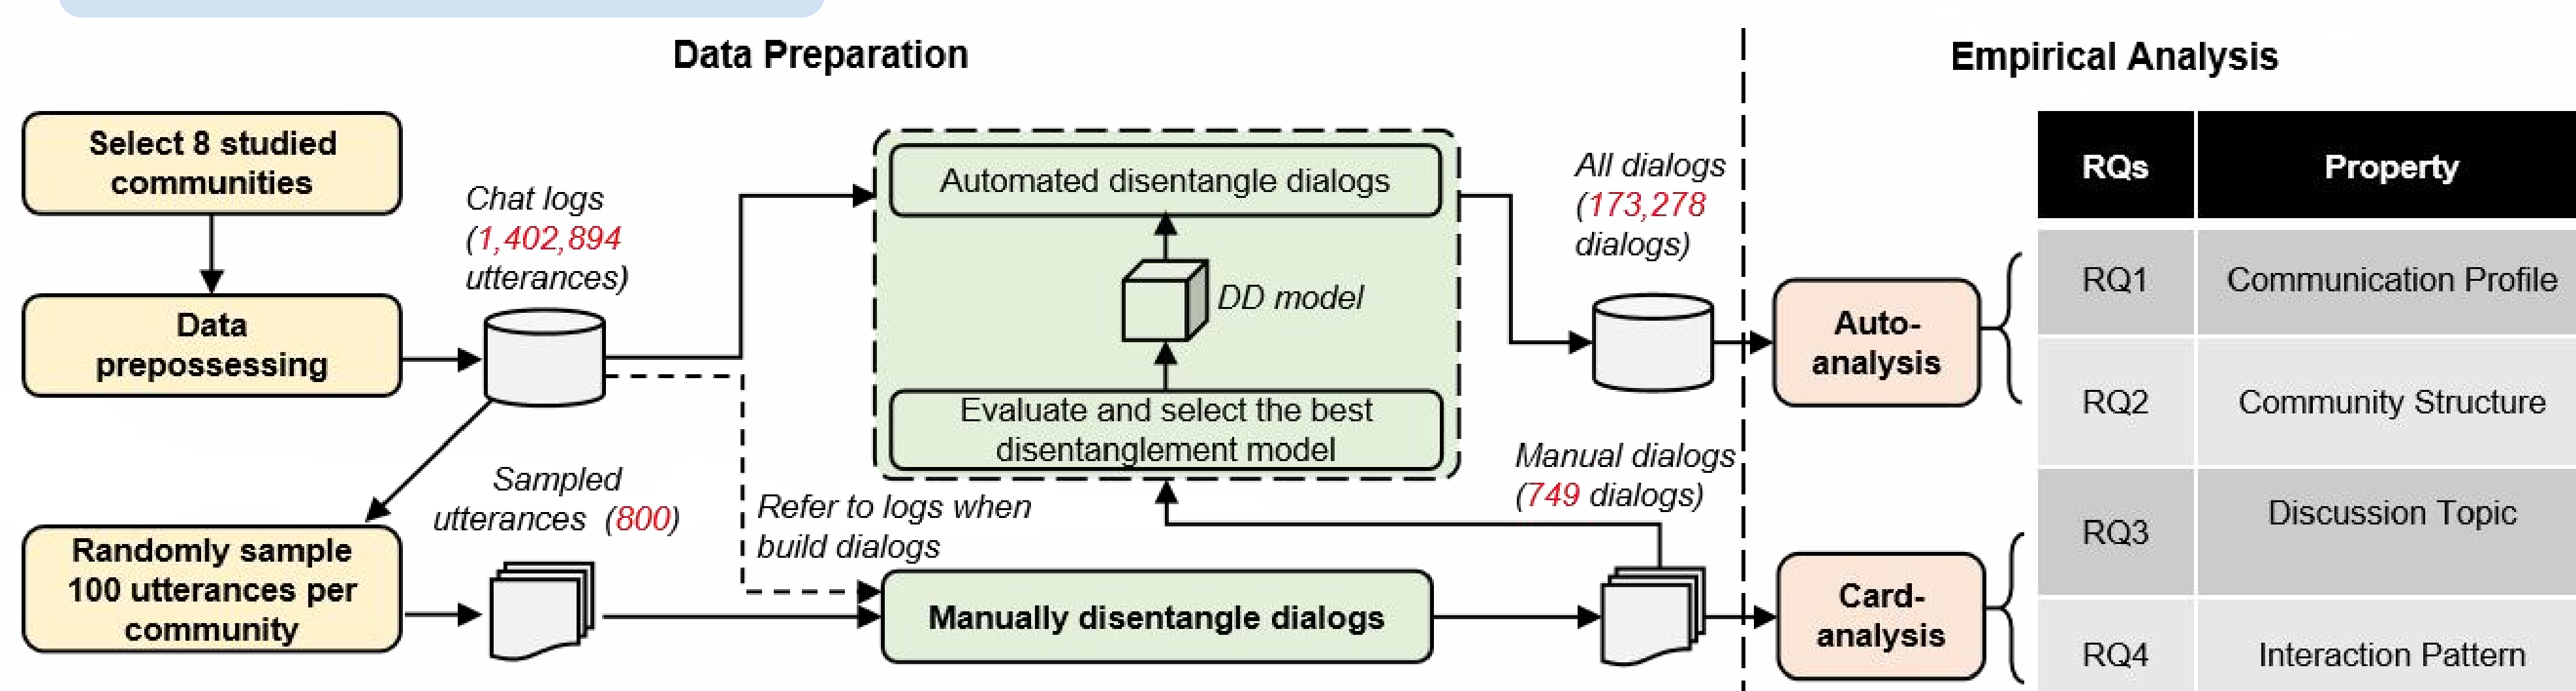 Data Preparation
Empirical Analysis
Select 8 studied
communities
Data
prepossessing
Chat logs
(1,402,894
utterances)
Randomly sample
100 utterances per
community
Sampled
utterances (800)
Refer to logs when
build dialogs
Automated disentangle dialogs
DD model
Evaluate and select the best
disentanglement model
Manually disentangle dialogs
All dialogs
(173,278
dialogs)
Manual dialogs
(749 dialogs)
Auto-
analysis
Card-
analysis
RQs Property
RQ1 Communication Profile
RQ2 Community Structure
RQ3 Discussion Topic
RQ4 Interaction Pattern